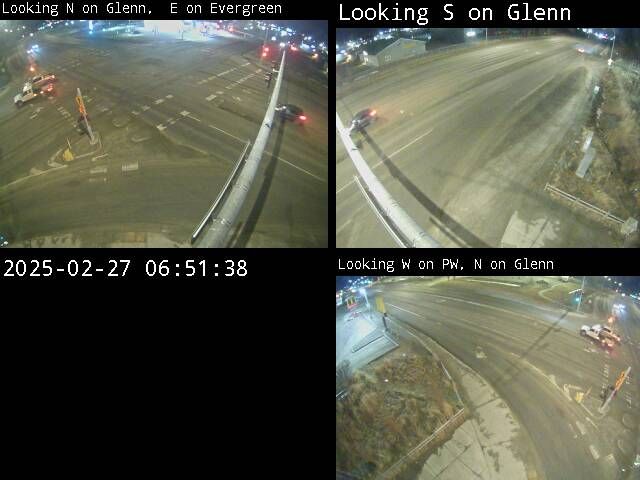 Looking N on Glenn,  E on Evergreen
Looking S on Glenn
2025-02-27 06:51:38
Looking W on PW, N on Glenn